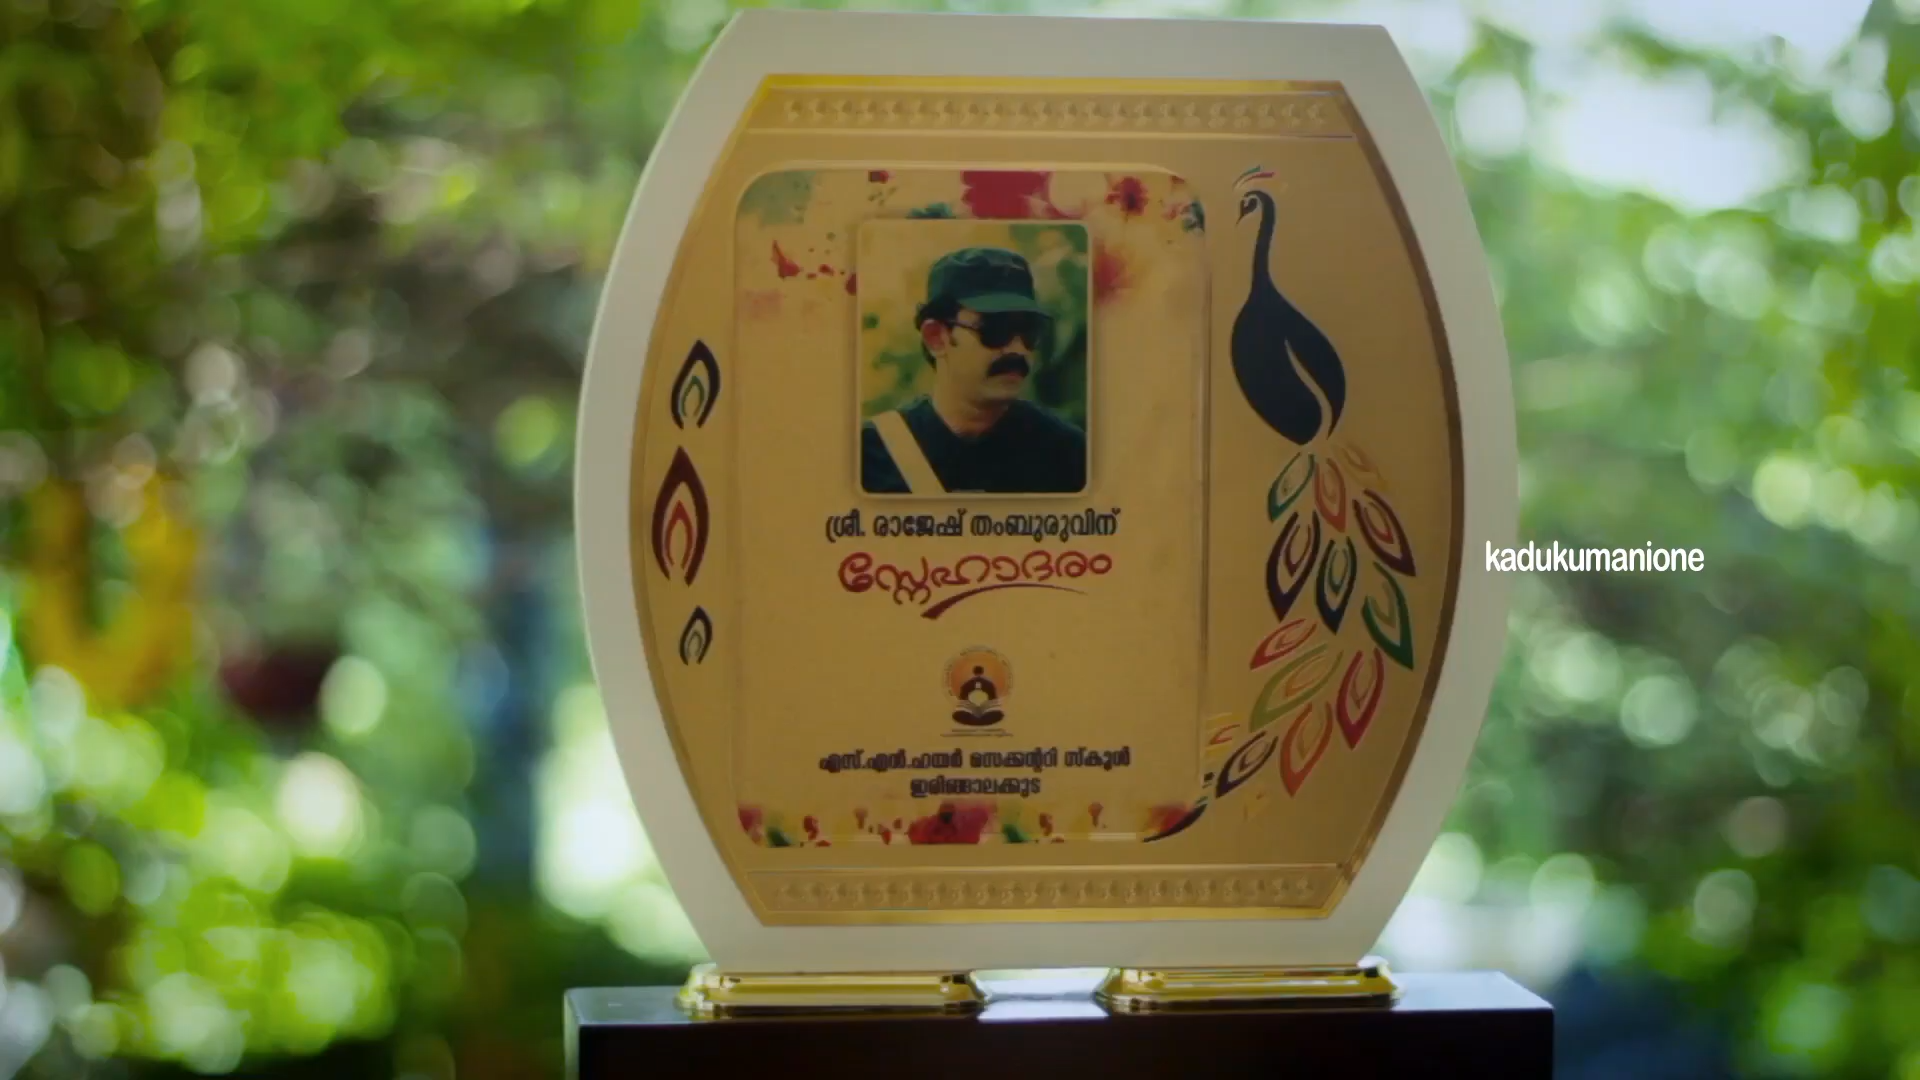 ശ്രീ. രാജേഷ് തംബുരുവിന്
സ്നേഹാദരം
kadukumanione
എസ്.എൻ.ഹയർ സെക്കന്ററി സ്കൂൾ
ഇരിങ്ങാലക്കുട